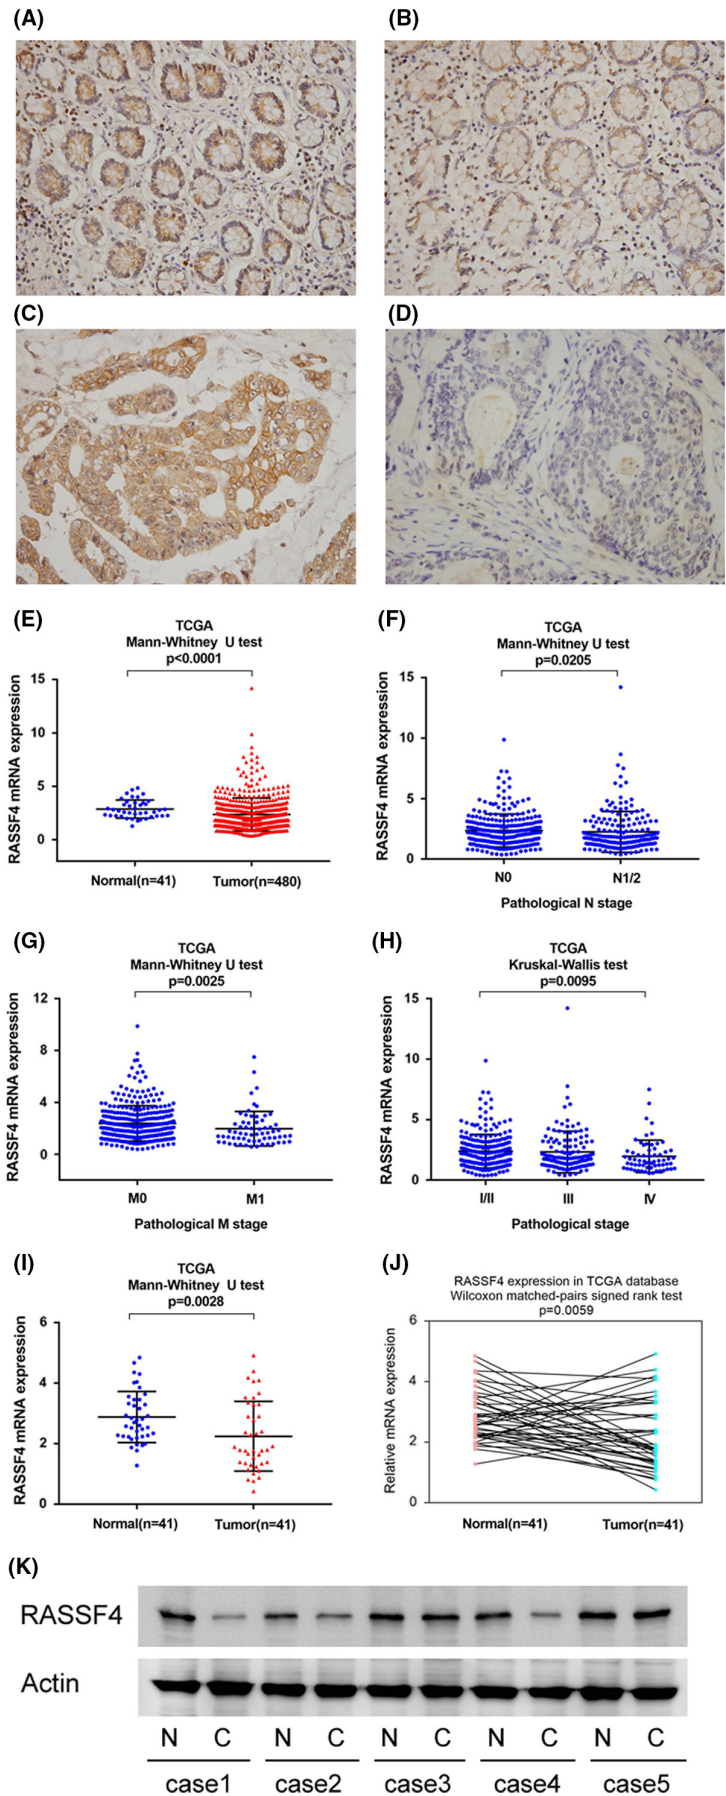 (A)
(B)
(C)
(D)
(E)
TCGA
Mann-Whitney U test
p<0.0001
RASSF4 mRNA expression
15
10
5
0
Normal(n=41)
Tumor(n=480)
(F)
TCGA
Mann-Whitney U test
p=0.0205
RASSF4 mRNA expression
15
10
5
0
N0
N1/2
Pathological N stage
(G)
TCGA
Mann-Whitney U test
p=0.0025
RASSF4 mRNA expression
12
8
4
0
M0
M1
Pathological M stage
(H)
TCGA
Kruskal-Wallis test
p=0.0095
RASSF4 mRNA expression
15
10
5
0
I/II
III
IV
Pathological stage
(I)
TCGA
Mann-Whitney U test
p=0.0028
RASSF4 mRNA expression
6
4
2
0
Normal(n=41)
Tumor(n=41)
(J)
RASSF4 expression in TCGA database
Wilcoxon matched-pairs signed rank test
p=0.0059
Relative mRNA expression
6
4
2
0
Normal(n=41)
Tumor(n=41)
(K)
RASSF4
Actin
N C N C N C N C N C
case1 case2 case3 case4 case5